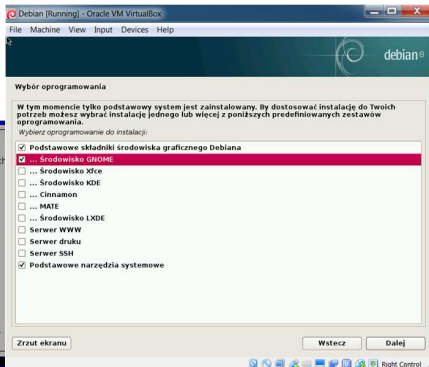 Debian [Running] - Oracle VM VirtualBox
File Machine View Input Devices Help
debian
Wybór oprogramowania
W tym momencie tylko podstawowy system jest zainstalowany. By dostosować instalację do Twoich
potrzeb możesz wybrać instalację jednego lub więcej z poniższych predefiniowanych zestawów
oprogramowania.
Wybierz oprogramowanie do instalacji:
Podstawowe składniki środowiska graficznego Debiana
... Środowisko GNOME
... Środowisko Xfce
... Środowisko KDE
... Cinnamon
... MATE
... Środowisko LXDE
Serwer WWW
Serwer druku
Serwer SSH
Podstawowe narzędzia systemowe
Zrzut ekranu
Wstecz
Dalej
Right Control